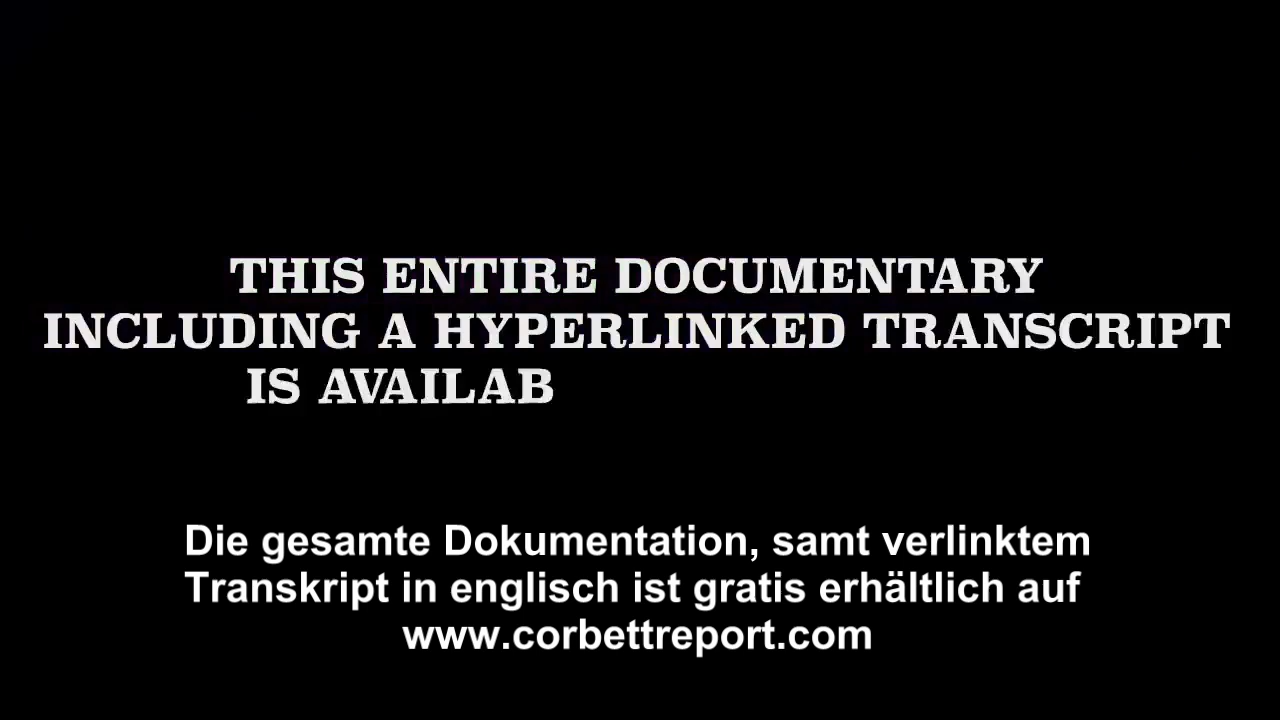 THIS ENTIRE DOCUMENTARY
INCLUDING A HYPERLINKED TRANSCRIPT
IS AVAILAB
Die gesamte Dokumentation, samt verlinktem
Transkript in englisch ist gratis erhältlich auf
www.corbettreport.com